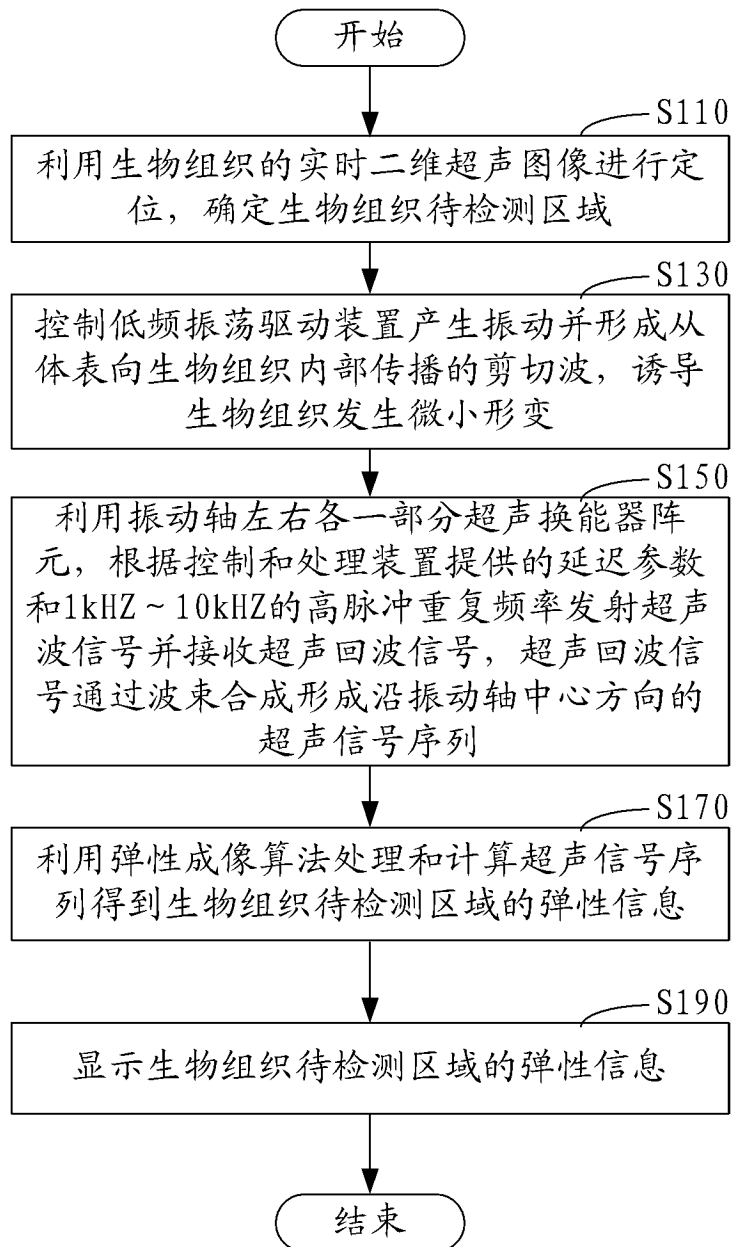 开始
S110
利用生物组织的实时二维超声图像进行定
位，确定生物组织待检测区域
S130
控制低频振荡驱动装置产生振动并形成从
体表向生物组织内部传播的剪切波，诱导
生物组织发生微小形变
S150
利用振动轴左右各一部分超声换能器阵
元，根据控制和处理装置提供的延迟参数
和1kHZ～10kHZ的高脉冲重复频率发射超声
波信号并接收超声回波信号，超声回波信
号通过波束合成形成沿振动轴中心方向的
超声信号序列
S170
利用弹性成像算法处理和计算超声信号序
列得到生物组织待检测区域的弹性信息
S190
显示生物组织待检测区域的弹性信息
结束